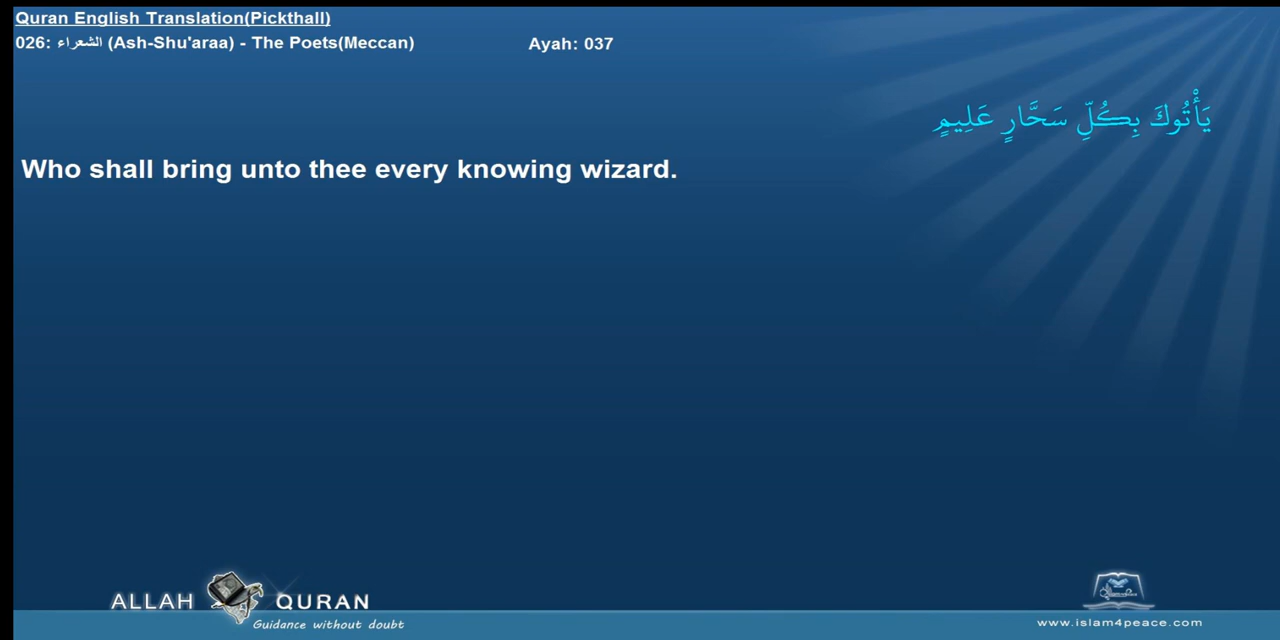 Quran English Translation(Pickthall)
026: الشعراء (Ash-Shu'araa) - The Poets(Meccan) Ayah: 037
يَأْتُوكَ بِكُلِّ سَحَّارٍ عَلِيمٍ
Who shall bring unto thee every knowing wizard.
ALLAH QURAN
Guidance without doubt
www.islam4peace.com